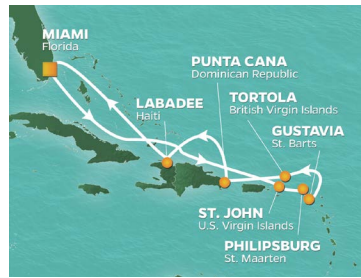 MIAMI
Florida
PUNTA CANA
Dominican Republic
LABADEE
Haiti
TORTOLA
British Virgin Islands
GUSTAVIA
St. Barts
ST. JOHN
U.S. Virgin Islands
PHILIPSBURG
St. Maarten